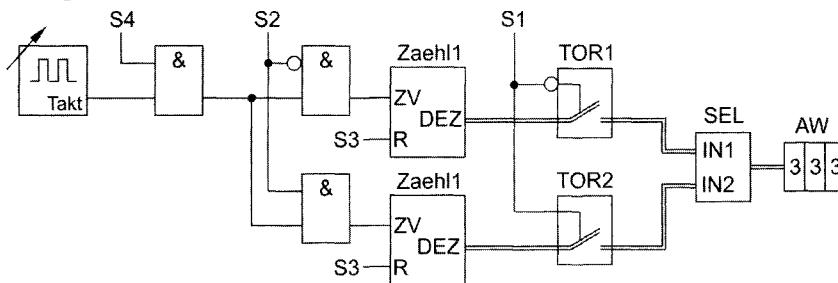 S4 S2 S1
& & Zaehl1 TOR1
Takt ZV DEZ SEL AW
S3 R IN1 3 3 3
& Zaehl1 TOR2 IN2
ZV DEZ
S3 R